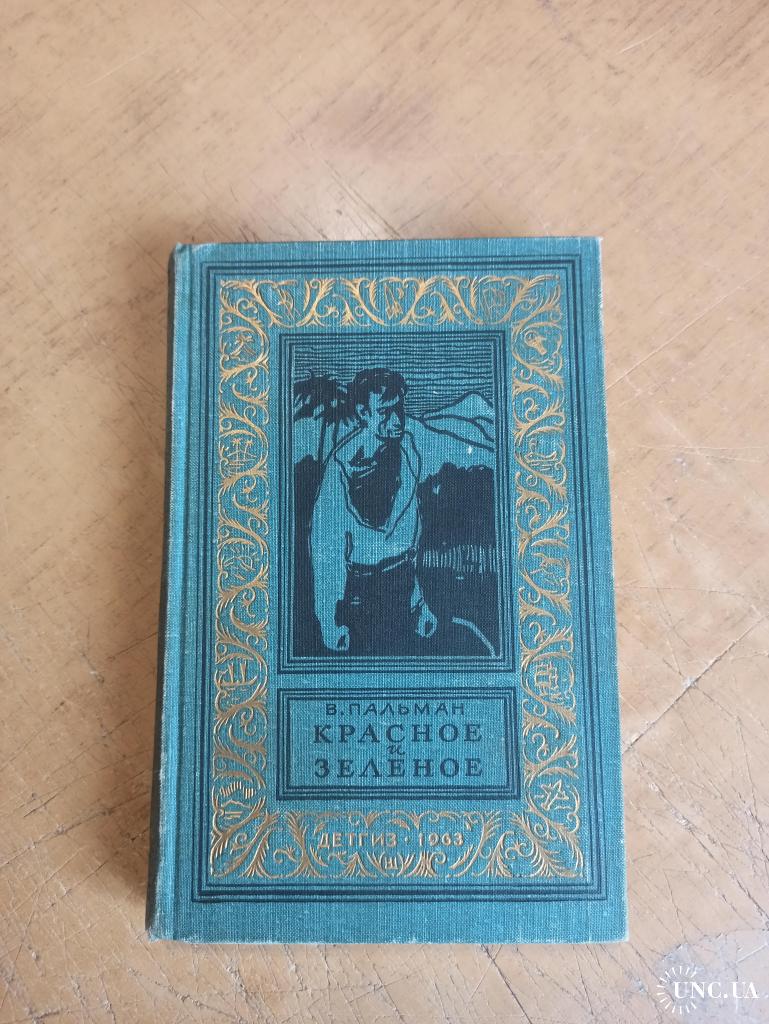 В. ПАЛЬМАН
КРАСНОЕ
и
ЗЕЛЕНОЕ
ДЕТГИЗ · 1963
UNC.UA